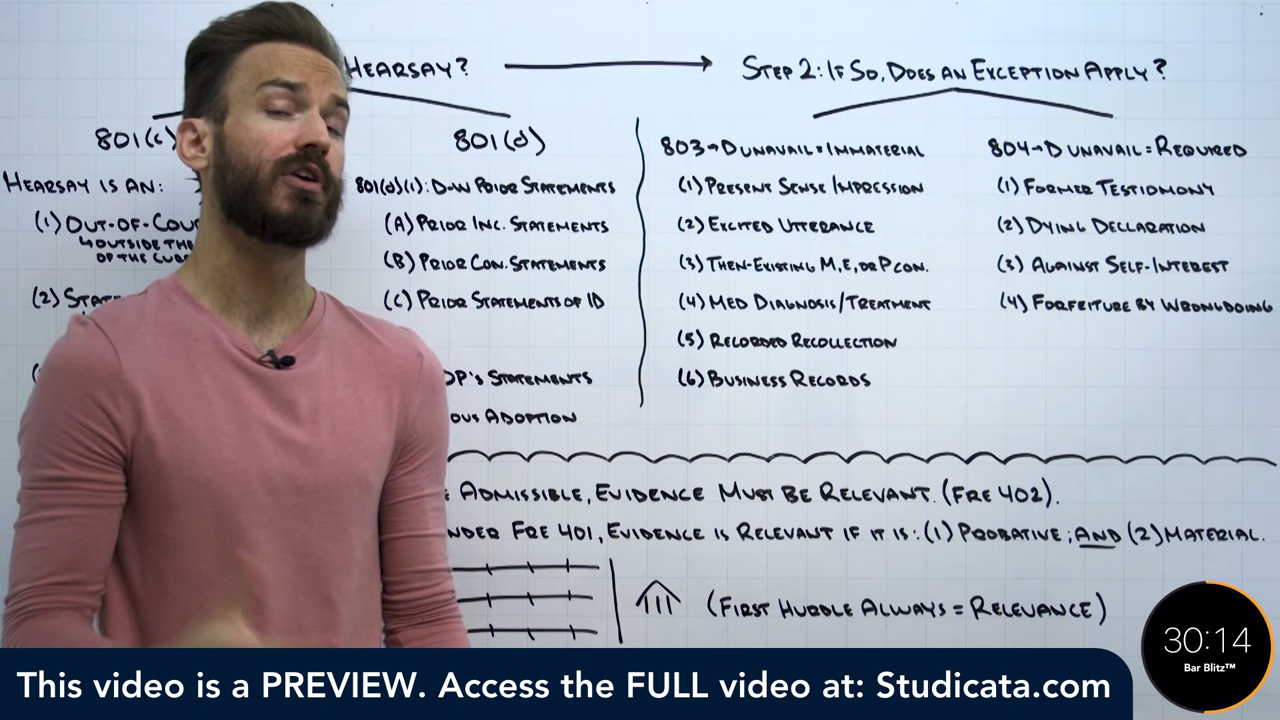 HEARSAY?
STEP 2: IF SO, DOES AN EXCEPTION APPLY?
801(c)
HEARSAY IS AN:
(1) OUT-OF-COU
↳ OUTSIDE TH
OF THE CU
(2) STAT
801(d)
801(d)(1): D-W PRIOR STATEMENTS
(A) PRIOR INC. STATEMENTS
(B) PRIOR CON. STATEMENTS
(C) PRIOR STATEMENTS OF ID
OP'S STATEMENTS
OUS ADOPTION
803→D UNAVAIL = IMMATERIAL
(1) PRESENT SENSE IMPRESSION
(2) EXCITED UTTERANCE
(3) THEN-EXISTING M, E, OR P CON.
(4) MED DIAGNOSIS/TREATMENT
(5) RECORDED RECOLLECTION
(6) BUSINESS RECORDS
804→D UNAVAIL = REQUIRED
(1) FORMER TESTIOMONY
(2) DYING DECLARATION
(3) AGAINST SELF-INTEREST
(4) FORFEITURE BY WRONGDOING
E ADMISSIBLE, EVIDENCE MUST BE RELEVANT. (FRE 402).
NDER FRE 401, EVIDENCE IS RELEVANT IF IT IS: (1) PROBATIVE; AND (2) MATERIAL.
(FIRST HURDLE ALWAYS = RELEVANCE)
30:14
Bar Blitz™
This video is a PREVIEW. Access the FULL video at: Studicata.com